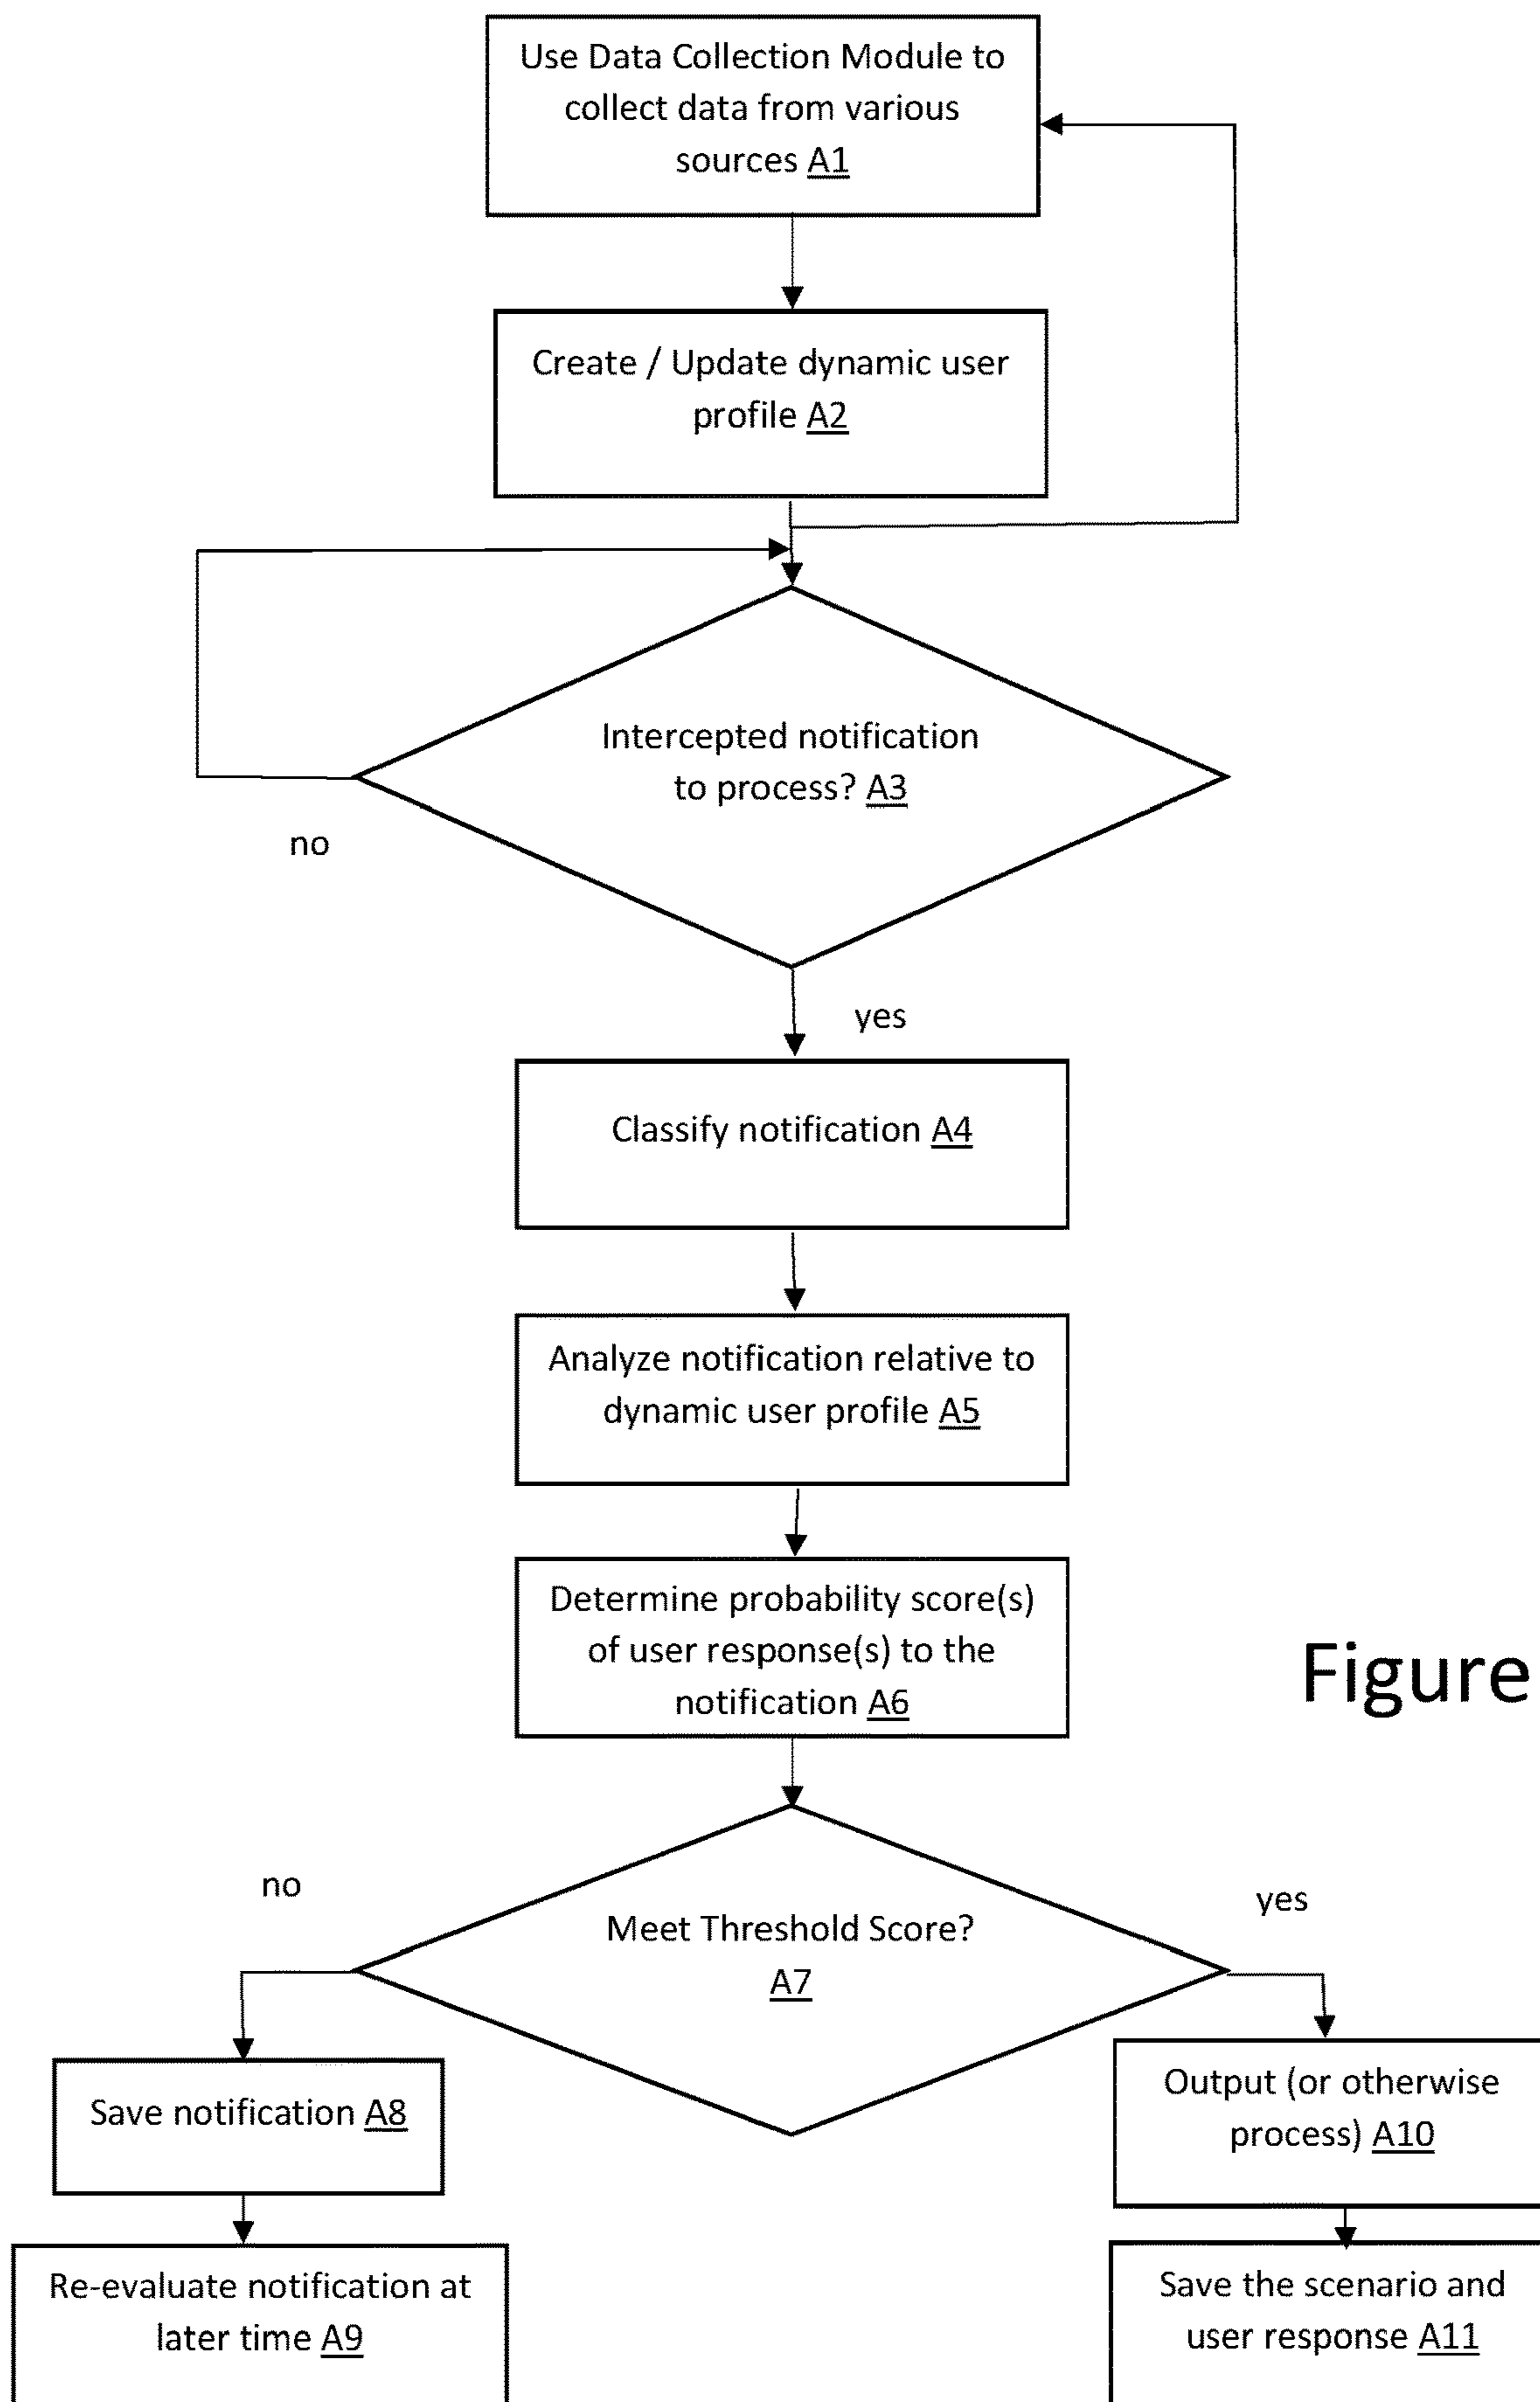 Use Data Collection Module to
collect data from various
sources A1
Create / Update dynamic user
profile A2
Intercepted notification
to process? A3
no
yes
Classify notification A4
Analyze notification relative to
dynamic user profile A5
Determine probability score(s)
of user response(s) to the
notification A6
Figure
no
yes
Meet Threshold Score?
A7
Save notification A8
Output (or otherwise
process) A10
Re-evaluate notification at
later time A9
Save the scenario and
user response A11